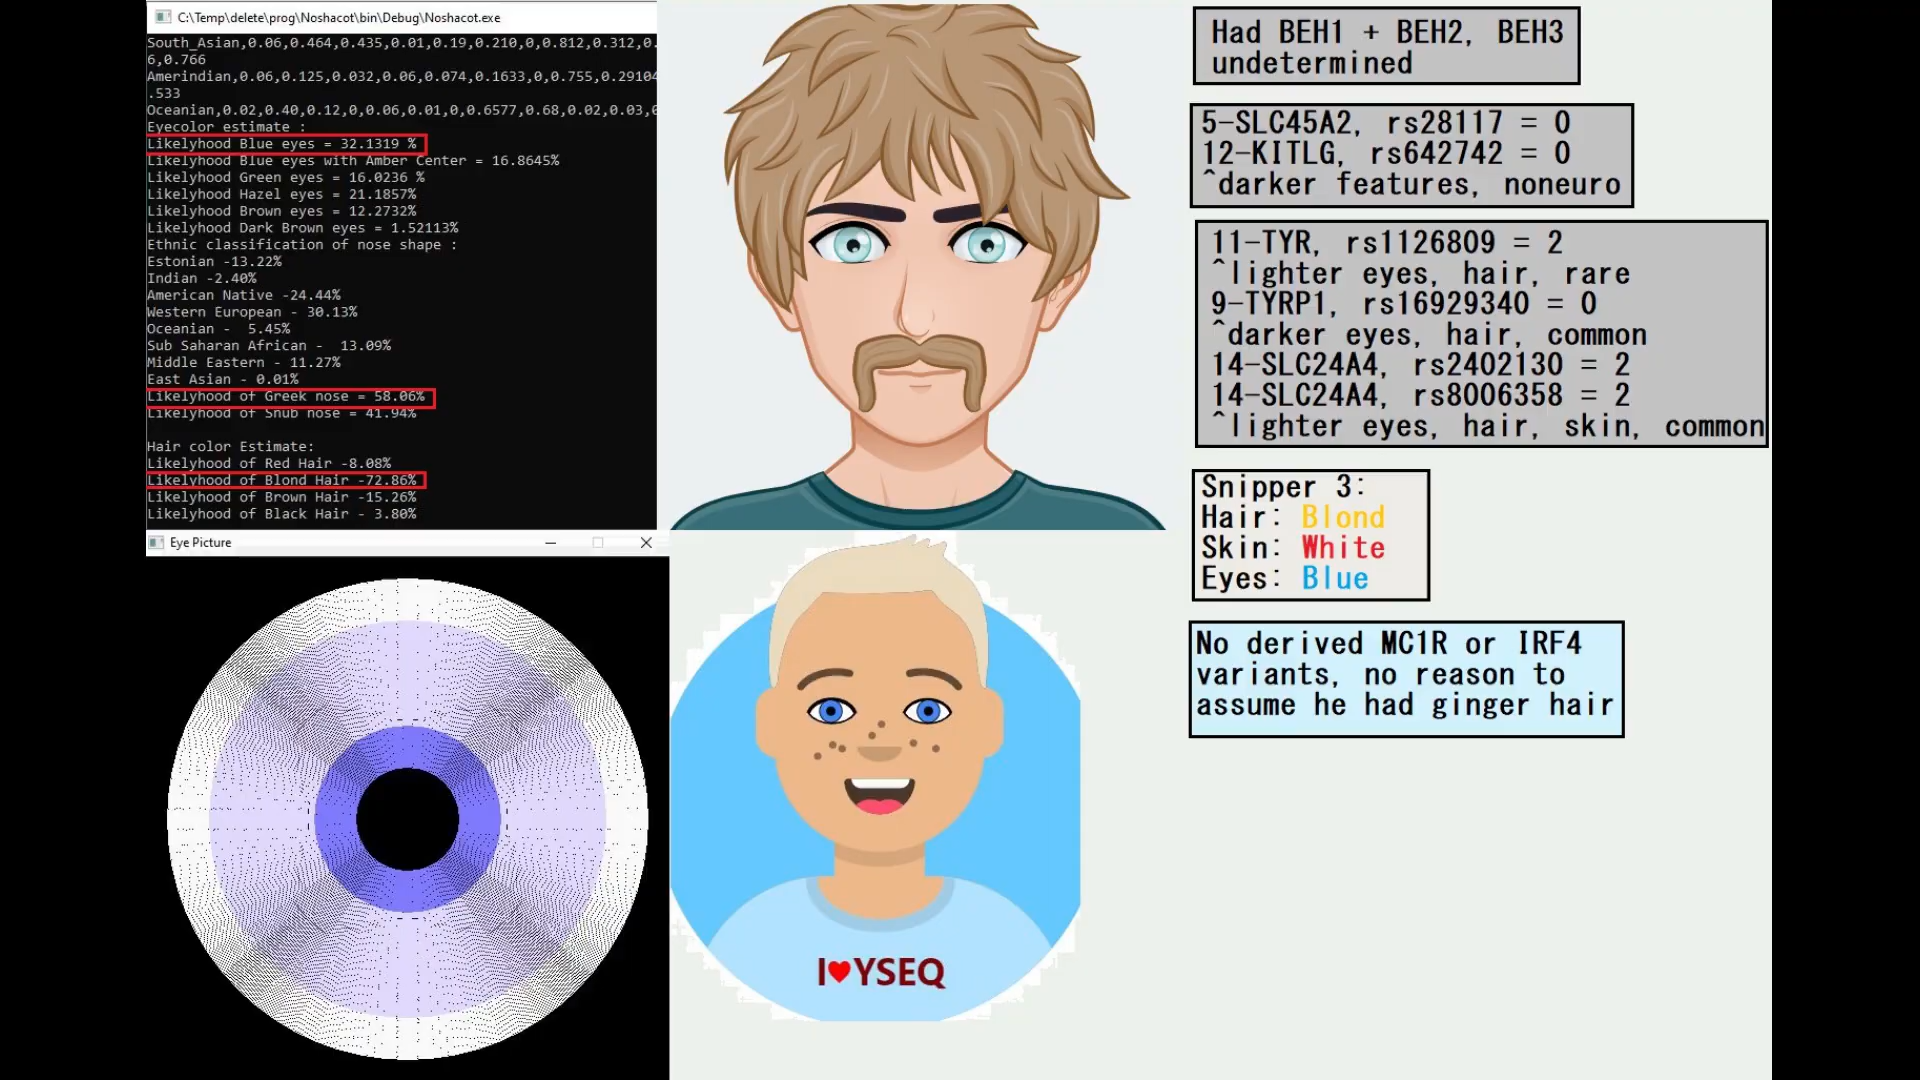 C:\Temp\delete\prog\Noshacot\bin\Debug\Noshacot.exe
South_Asian,0.06,0.464,0.435,0.01,0.19,0.210,0,0.812,0.312,0.
6,0.766
Amerindian,0.06,0.125,0.032,0.06,0.074,0.1633,0,0.755,0.29104
.533
Oceanian,0.02,0.40,0.12,0,0.06,0.01,0,0.6577,0.68,0.02,0.03,0
Eyecolor estimate :
Likelyhood Blue eyes = 32.1319 %
Likelyhood Blue eyes with Amber Center = 16.8645%
Likelyhood Green eyes = 16.0236 %
Likelyhood Hazel eyes = 21.1857%
Likelyhood Brown eyes = 12.2732%
Likelyhood Dark Brown eyes = 1.52113%
Ethnic classification of nose shape :
Estonian -13.22%
Indian -2.40%
American Native -24.44%
Western European - 30.13%
Oceanian -  5.45%
Sub Saharan African -  13.09%
Middle Eastern - 11.27%
East Asian - 0.01%
Likelyhood of Greek nose = 58.06%
Likelyhood of Snub nose = 41.94%
Hair color Estimate:
Likelyhood of Red Hair -8.08%
Likelyhood of Blond Hair -72.86%
Likelyhood of Brown Hair -15.26%
Likelyhood of Black Hair - 3.80%
Eye Picture
I❤YSEQ
Had BEH1 + BEH2, BEH3
undetermined
5-SLC45A2, rs28117 = 0
12-KITLG, rs642742 = 0
^darker features, noneuro
11-TYR, rs1126809 = 2
^lighter eyes, hair, rare
9-TYRP1, rs16929340 = 0
^darker eyes, hair, common
14-SLC24A4, rs2402130 = 2
14-SLC24A4, rs8006358 = 2
^lighter eyes, hair, skin, common
Snipper 3:
Hair: Blond
Skin: White
Eyes: Blue
No derived MC1R or IRF4
variants, no reason to
assume he had ginger hair